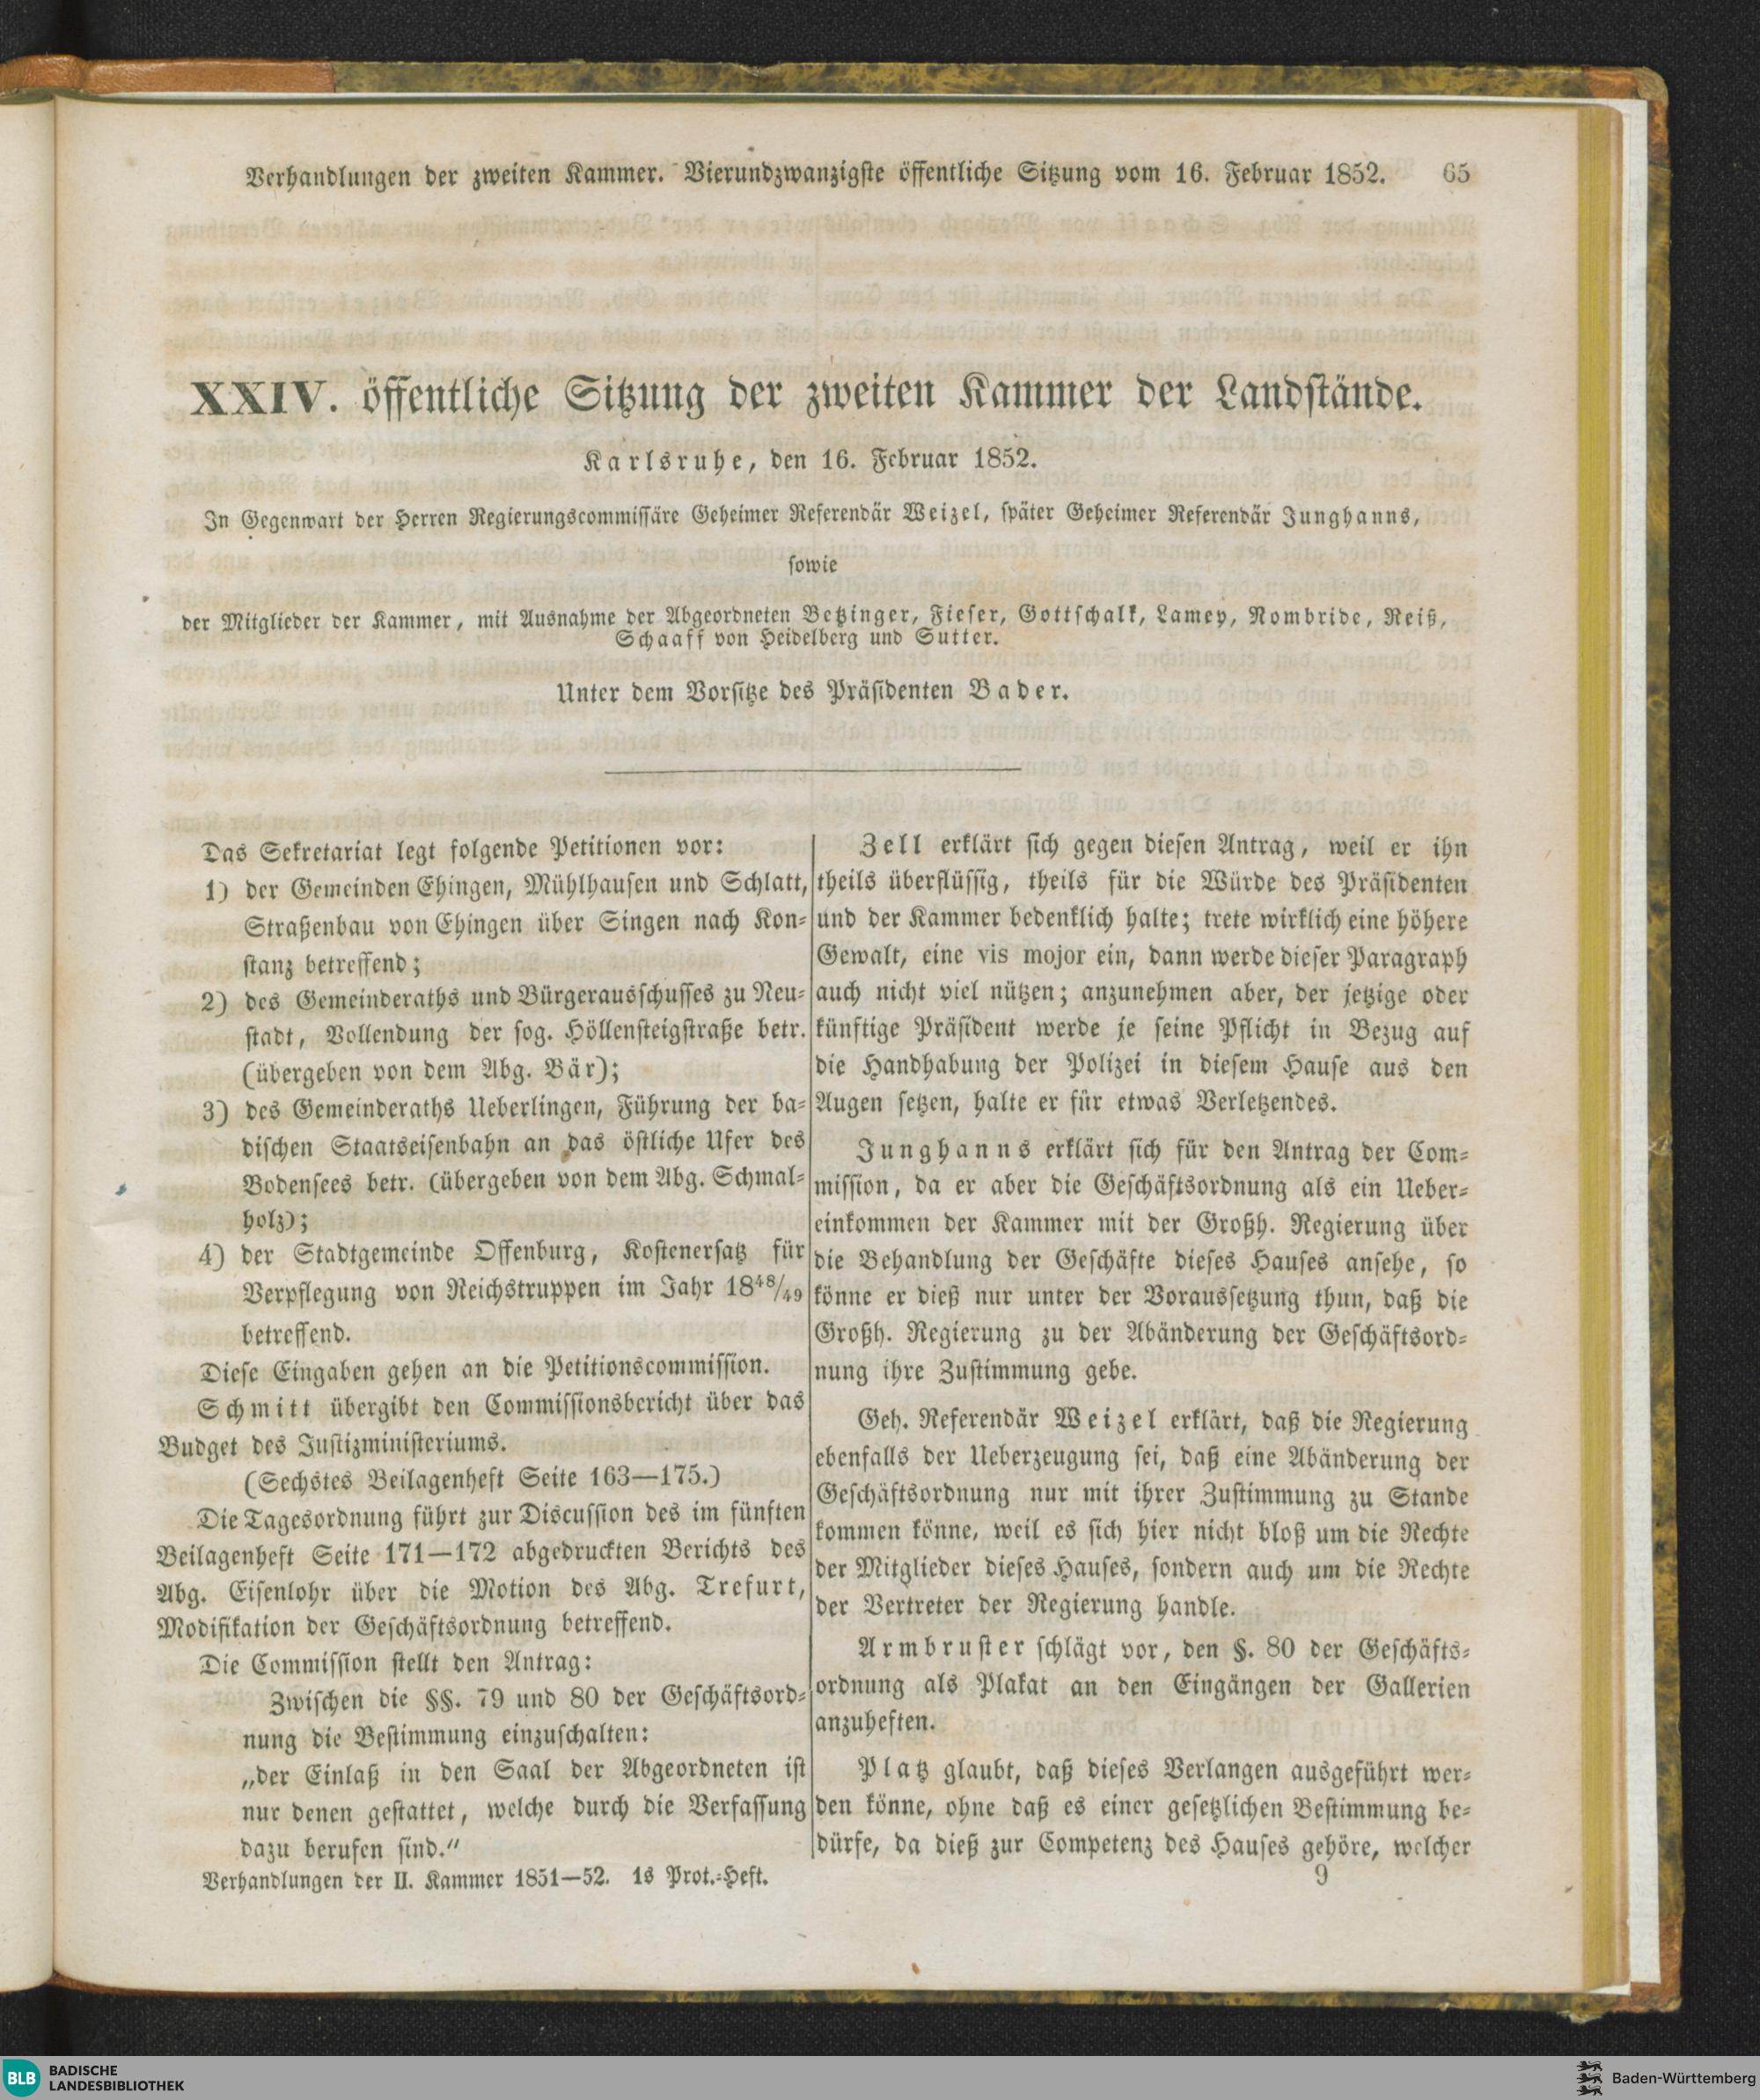 Verhandlungen der zweiten Kammer. Vierundzwanzigste öffentliche Sitzung vom 16. Februar 1852. 65
XXIV. öffentliche Sitzung der zweiten Kammer der Landstände.
Karlsruhe, den 16. Februar 1852.
In Gegenwart der Herren Regierungscommissäre Geheimer Referendär Weizel, später Geheimer Referendär Junghanns,
sowie
der Mitglieder der Kammer, mit Ausnahme der Abgeordneten Betzinger, Fieser, Gottschalk, Lamey, Nombride, Reiß,
Schaaff von Heidelberg und Sutter.
Unter dem Vorsitze des Präsidenten Bader.
Das Sekretariat legt folgende Petitionen vor:
1) der Gemeinden Ehingen, Mühlhausen und Schlatt,
Straßenbau von Ehingen über Singen nach Kon-
stanz betreffend;
2) des Gemeinderaths und Bürgerausschusses zu Neu-
stadt, Vollendung der sog. Höllensteigstraße betr.
(übergeben von dem Abg. Bär);
3) des Gemeinderaths Ueberlingen, Führung der ba-
dischen Staatseisenbahn an das östliche Ufer des
Bodensees betr. (übergeben von dem Abg. Schmal-
holz);
4) der Stadtgemeinde Offenburg, Kostenersatz für
Verpflegung von Reichstruppen im Jahr 18⁴⁸/₄₉
betreffend.
Diese Eingaben gehen an die Petitionscommission.
Schmitt übergibt den Commissionsbericht über das
Budget des Justizministeriums.
(Sechstes Beilagenheft Seite 163—175.)
Die Tagesordnung führt zur Discussion des im fünften
Beilagenheft Seite 171—172 abgedruckten Berichts des
Abg. Eisenlohr über die Motion des Abg. Trefurt,
Modifikation der Geschäftsordnung betreffend.
Die Commission stellt den Antrag:
Zwischen die §§. 79 und 80 der Geschäftsord-
nung die Bestimmung einzuschalten:
„der Einlaß in den Saal der Abgeordneten ist
nur denen gestattet, welche durch die Verfassung
dazu berufen sind.“
Verhandlungen der II. Kammer 1851—52. 1s Prot.-Heft.
Zell erklärt sich gegen diesen Antrag, weil er ihn
theils überflüssig, theils für die Würde des Präsidenten
und der Kammer bedenklich halte; trete wirklich eine höhere
Gewalt, eine vis mojor ein, dann werde dieser Paragraph
auch nicht viel nützen; anzunehmen aber, der jetzige oder
künftige Präsident werde je seine Pflicht in Bezug auf
die Handhabung der Polizei in diesem Hause aus den
Augen setzen, halte er für etwas Verletzendes.
Junghanns erklärt sich für den Antrag der Com-
mission, da er aber die Geschäftsordnung als ein Ueber-
einkommen der Kammer mit der Großh. Regierung über
die Behandlung der Geschäfte dieses Hauses ansehe, so
könne er dieß nur unter der Voraussetzung thun, daß die
Großh. Regierung zu der Abänderung der Geschäftsord-
nung ihre Zustimmung gebe.
Geh. Referendär Weizel erklärt, daß die Regierung
ebenfalls der Ueberzeugung sei, daß eine Abänderung der
Geschäftsordnung nur mit ihrer Zustimmung zu Stande
kommen könne, weil es sich hier nicht bloß um die Rechte
der Mitglieder dieses Hauses, sondern auch um die Rechte
der Vertreter der Regierung handle.
Armbruster schlägt vor, den §. 80 der Geschäfts-
ordnung als Plakat an den Eingängen der Gallerien
anzuheften.
Platz glaubt, daß dieses Verlangen ausgeführt wer-
den könne, ohne daß es einer gesetzlichen Bestimmung be-
dürfe, da dieß zur Competenz des Hauses gehöre, welcher
9
BLB BADISCHE
LANDESBIBLIOTHEK
Baden-Württemberg